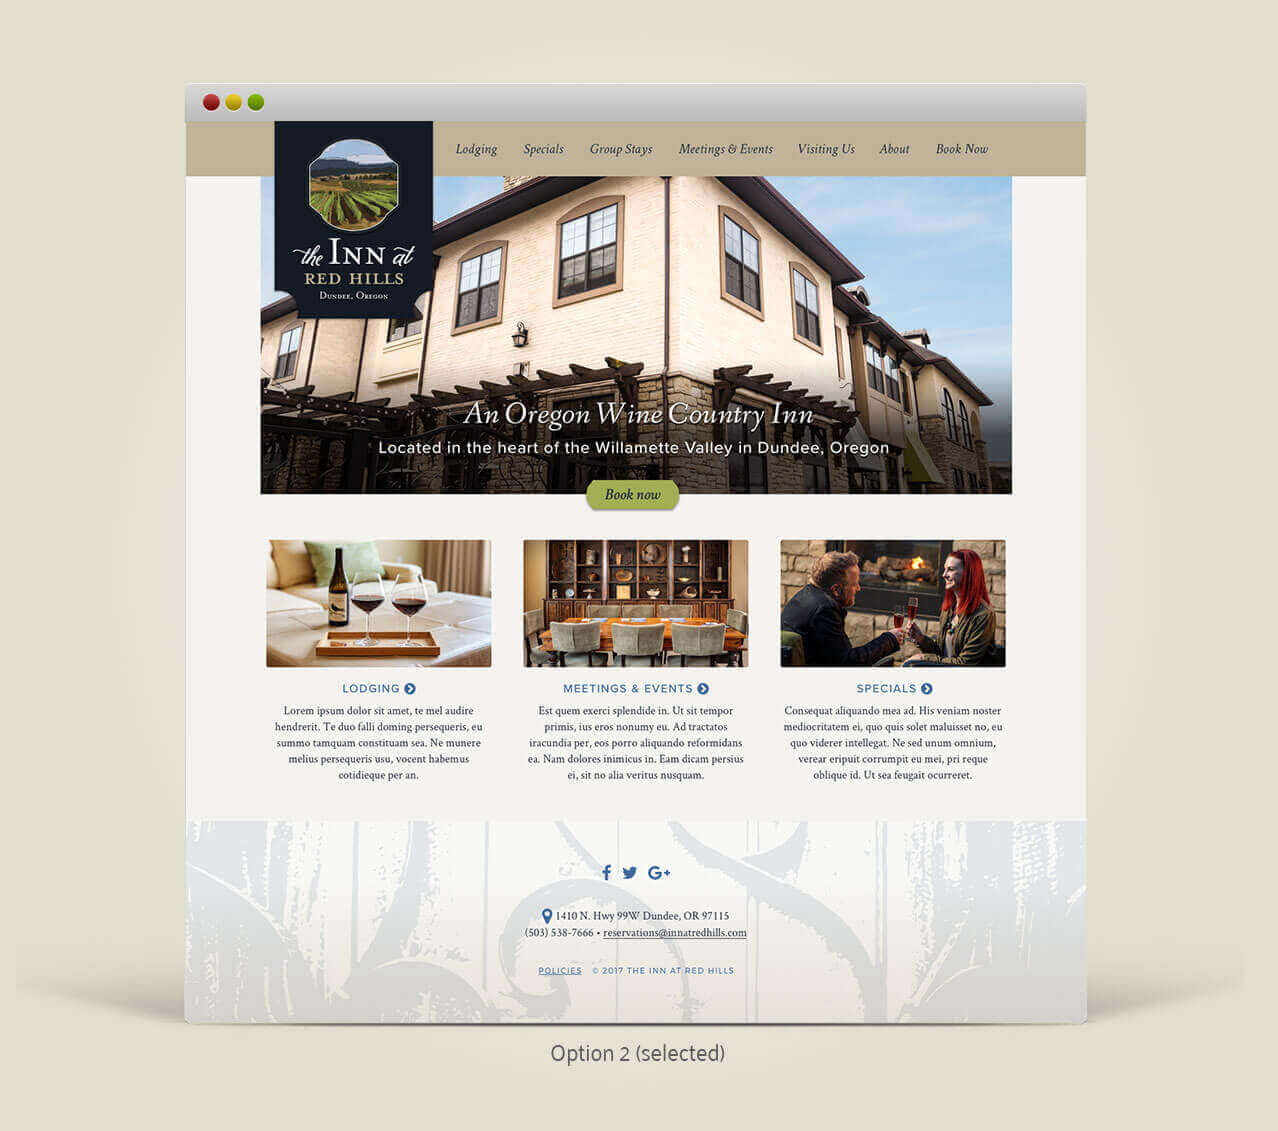 Lodging Specials Group Stays Meetings & Events Visiting Us About Book Now
the INN at
RED HILLS
Dundee, Oregon
An Oregon Wine Country Inn
Located in the heart of the Willamette Valley in Dundee, Oregon
Book now
LODGING
Lorem ipsum dolor sit amet, te mel audire
hendrerit. Te duo falli doming persequeris, eu
summo tamquam constituam sea. Ne munere
melius persequeris usu, vocent habemus
cotidieque per an.
MEETINGS & EVENTS
Est quem exerci splendide in. Ut sit tempor
primis, ius eros nonumy eu. Ad tractatos
iracundia per, eos porro aliquando reformidans
ea. Nam dolores inimicus in. Eam dicam persius
ei, sit no alia veritus nusquam.
SPECIALS
Consequat aliquando mea ad. His veniam noster
mediocritatem ei, quo quis solet maluisset no, eu
quo viderer intellegat. Ne sed unum omnium,
verear eripuit corrumpit eu mei, pri reque
oblique id. Ut sea feugait ocurreret.
f G+
1410 N. Hwy 99W Dundee, OR 97115
(503) 538-7666 • reservations@innatredhills.com
POLICIES © 2017 THE INN AT RED HILLS
Option 2 (selected)